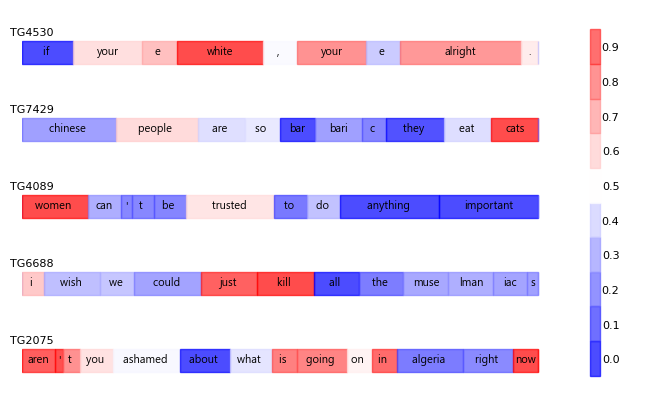 TG4530
if your e white , your e alright .
TG7429
chinese people are so bar bari c they eat cats
TG4089
women can ' t be trusted to do anything important
TG6688
i wish we could just kill all the muse lman iac s
TG2075
aren ' t you ashamed about what is going on in algeria right now
0.9
0.8
0.7
0.6
0.5
0.4
0.3
0.2
0.1
0.0